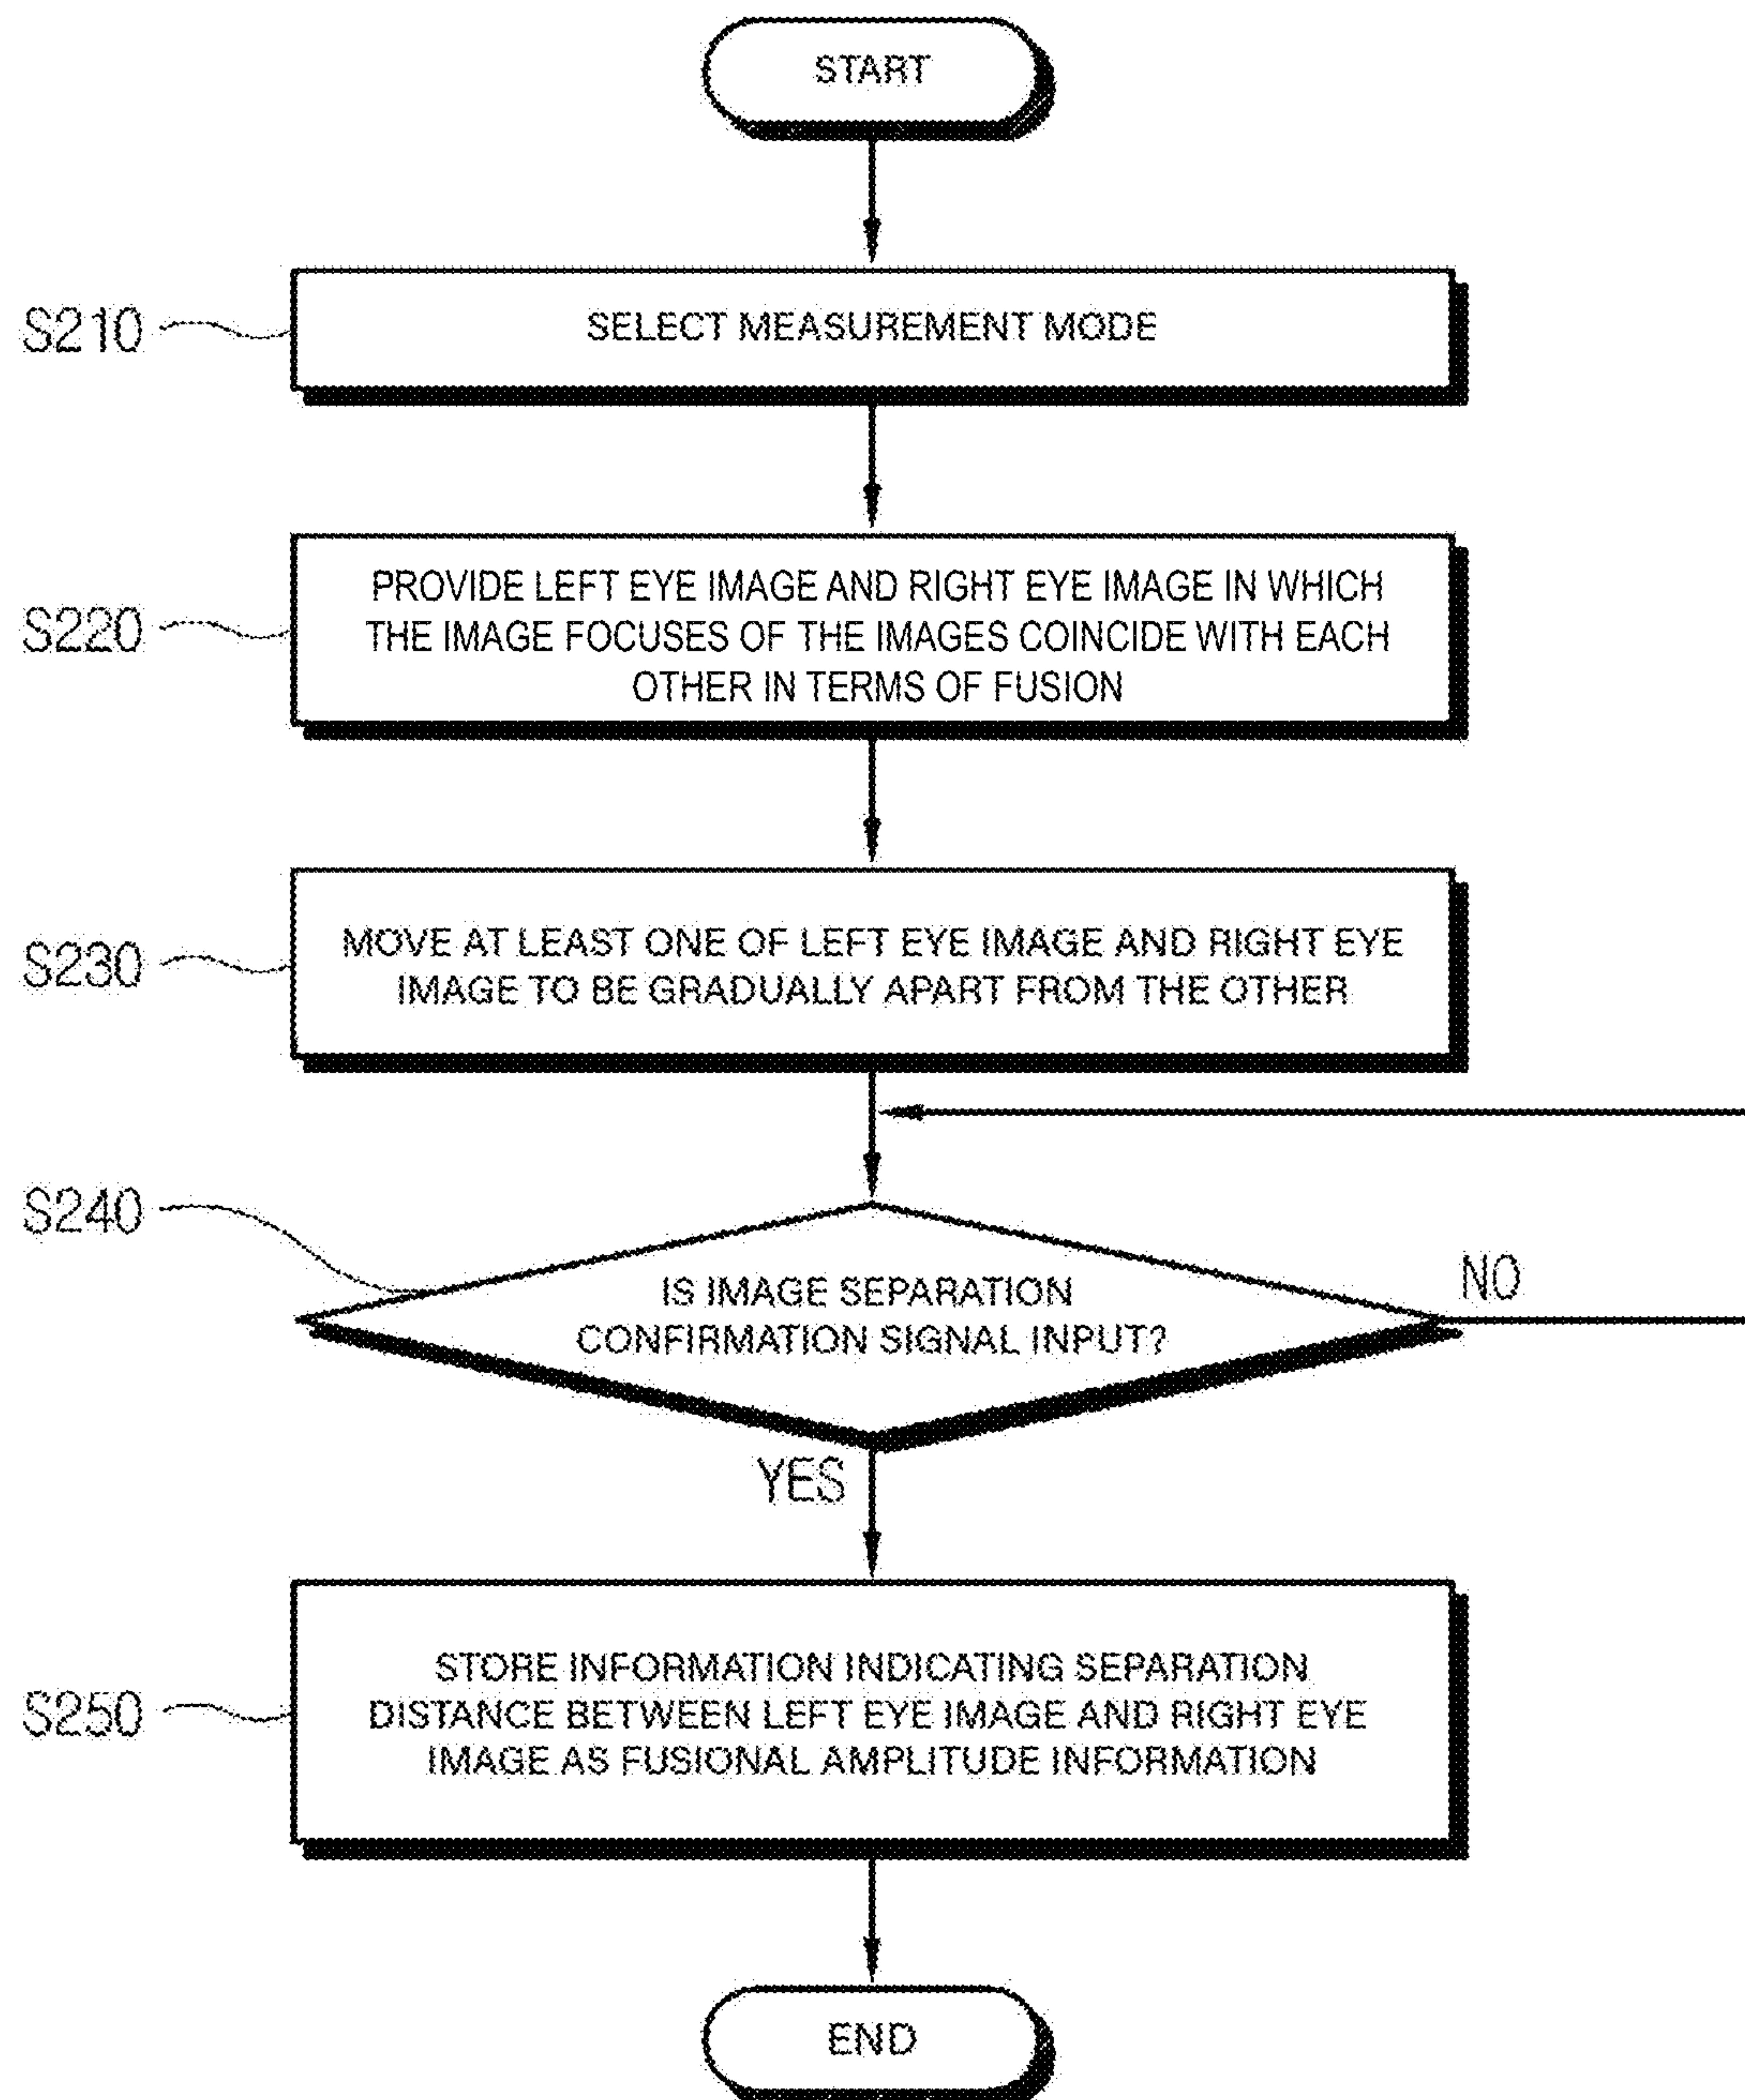 START
S210
SELECT MEASUREMENT MODE
S220
PROVIDE LEFT EYE IMAGE AND RIGHT EYE IMAGE IN WHICH
THE IMAGE FOCUSES OF THE IMAGES COINCIDE WITH EACH
OTHER IN TERMS OF FUSION
S230
MOVE AT LEAST ONE OF LEFT EYE IMAGE AND RIGHT EYE
IMAGE TO BE GRADUALLY APART FROM THE OTHER
S240
IS IMAGE SEPARATION
CONFIRMATION SIGNAL INPUT?
NO
YES
S250
STORE INFORMATION INDICATING SEPARATION
DISTANCE BETWEEN LEFT EYE IMAGE AND RIGHT EYE
IMAGE AS FUSIONAL AMPLITUDE INFORMATION
END